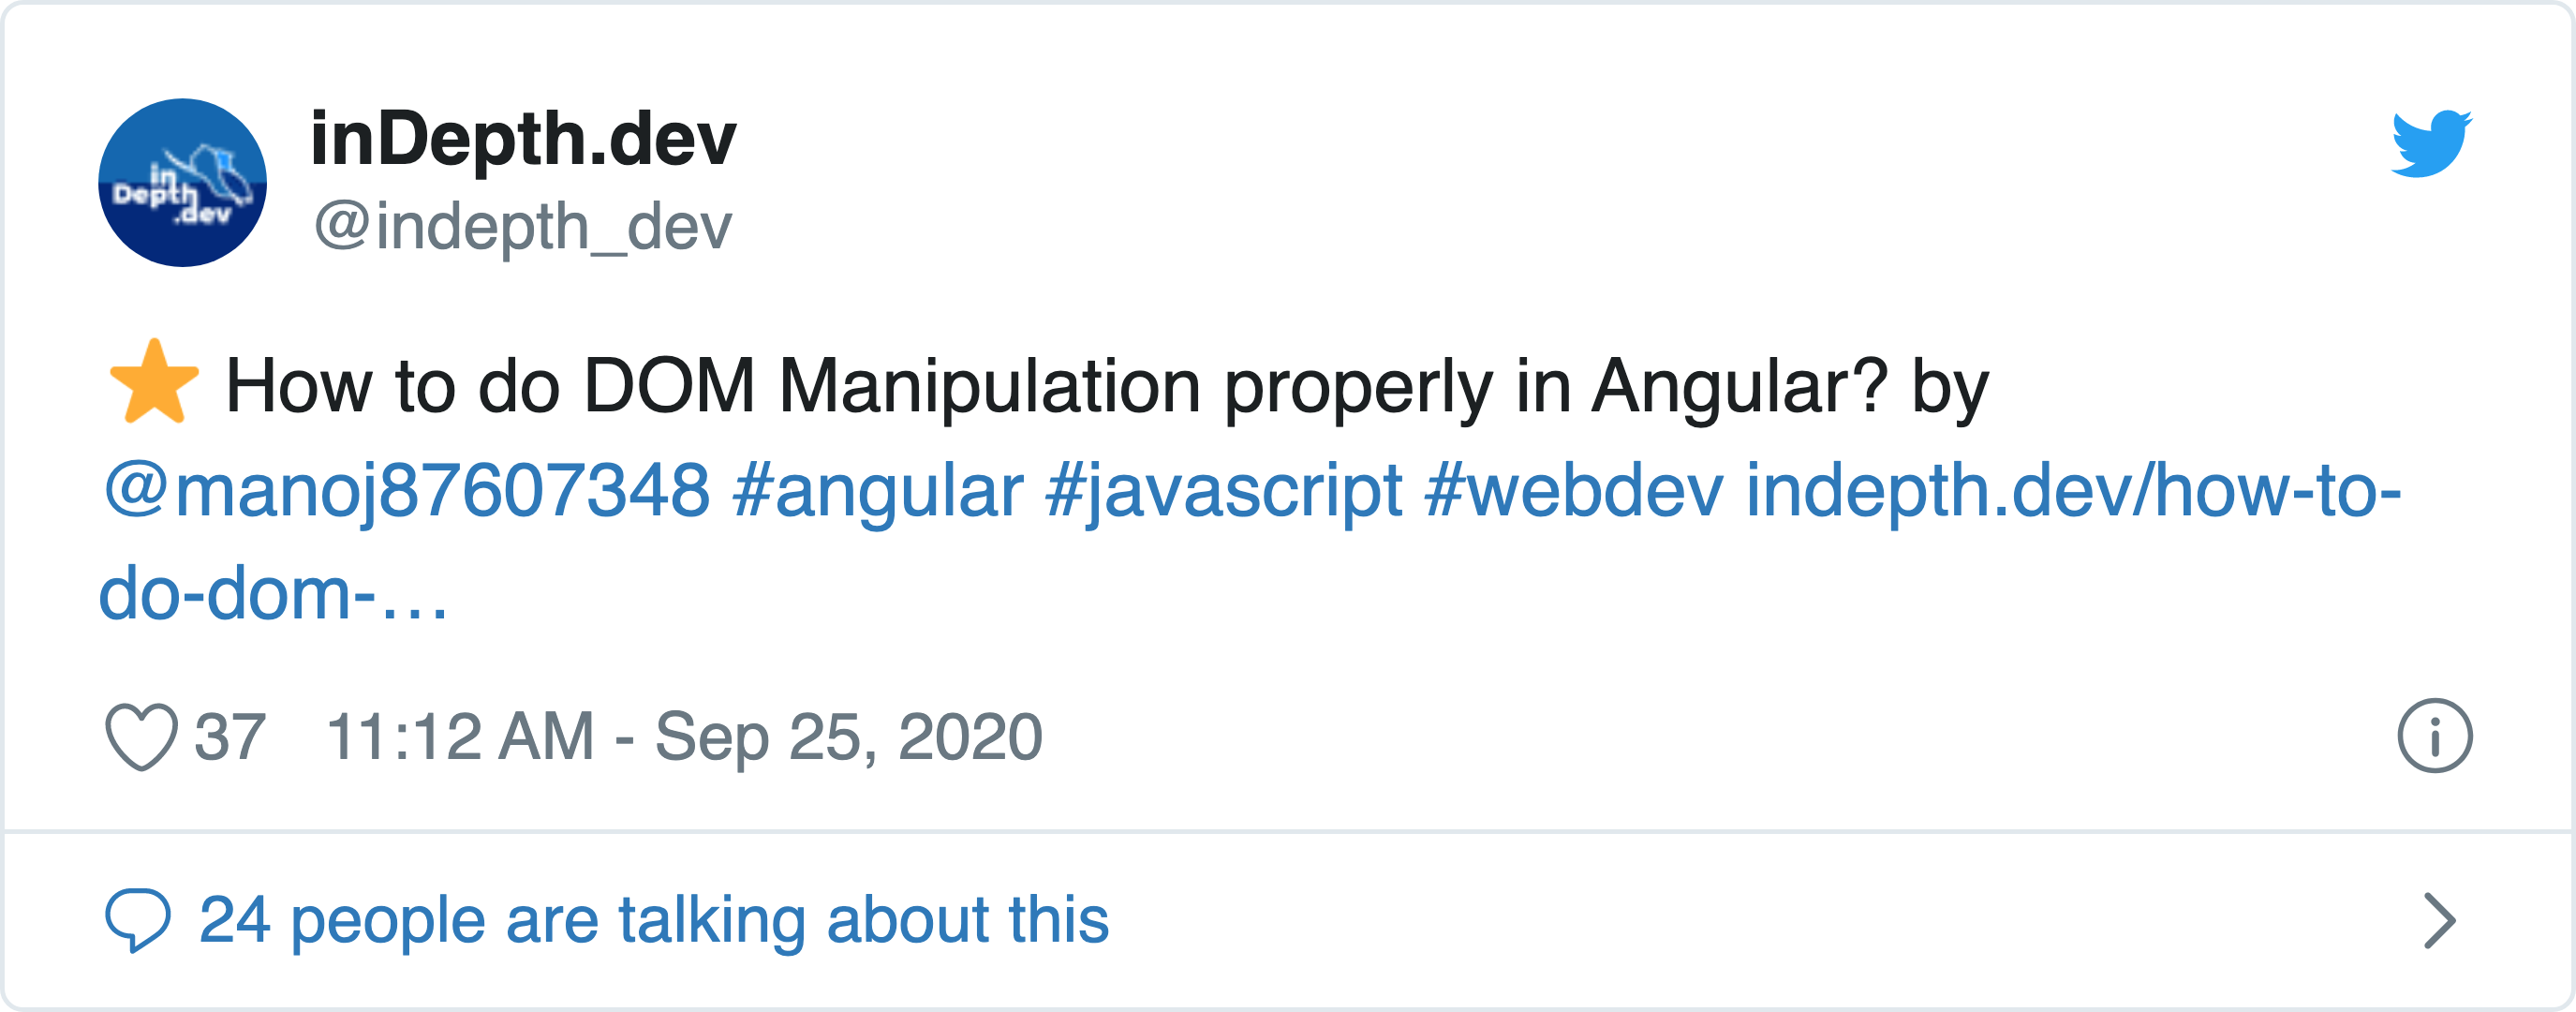 in
Depth
.dev
inDepth.dev
@indepth_dev
⭐ How to do DOM Manipulation properly in Angular? by
@manoj87607348 #angular #javascript #webdev indepth.dev/how-to-
do-dom-…
37 11:12 AM - Sep 25, 2020
24 people are talking about this